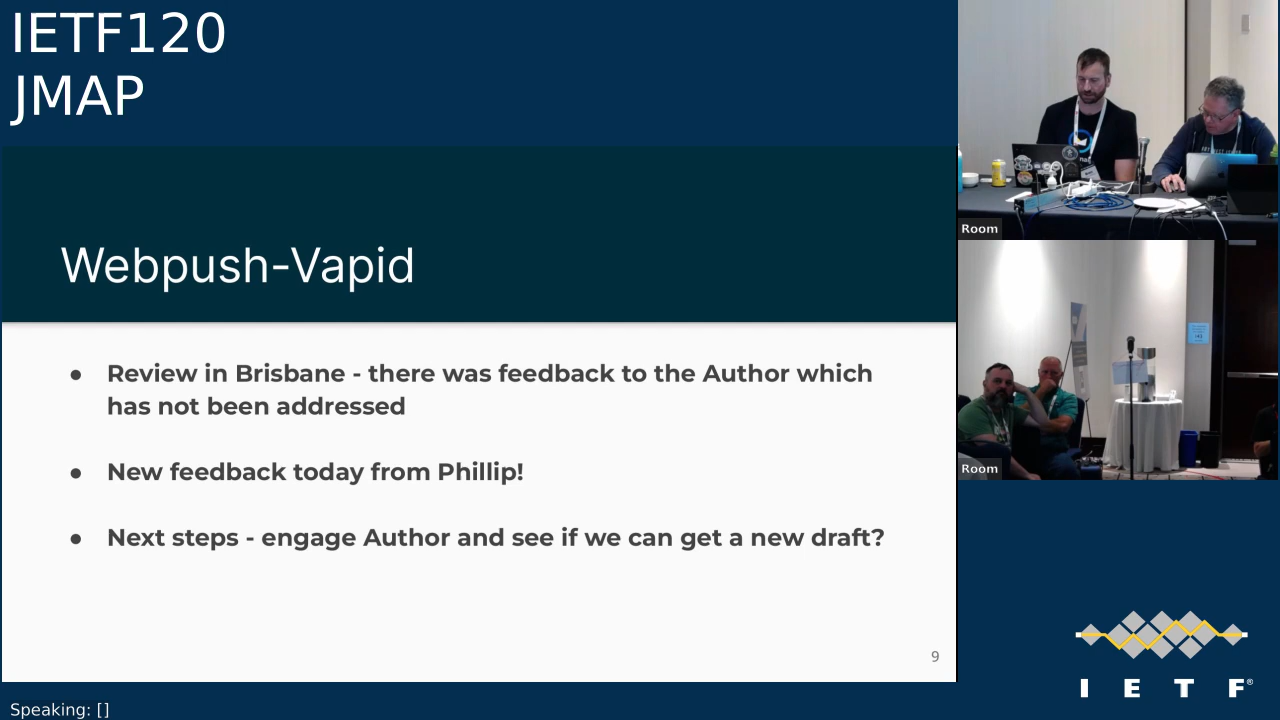 IETF120
JMAP
Webpush-Vapid
● Review in Brisbane - there was feedback to the Author which
has not been addressed
● New feedback today from Phillip!
● Next steps - engage Author and see if we can get a new draft?
9
Room
Room
I E T F®
Speaking: []